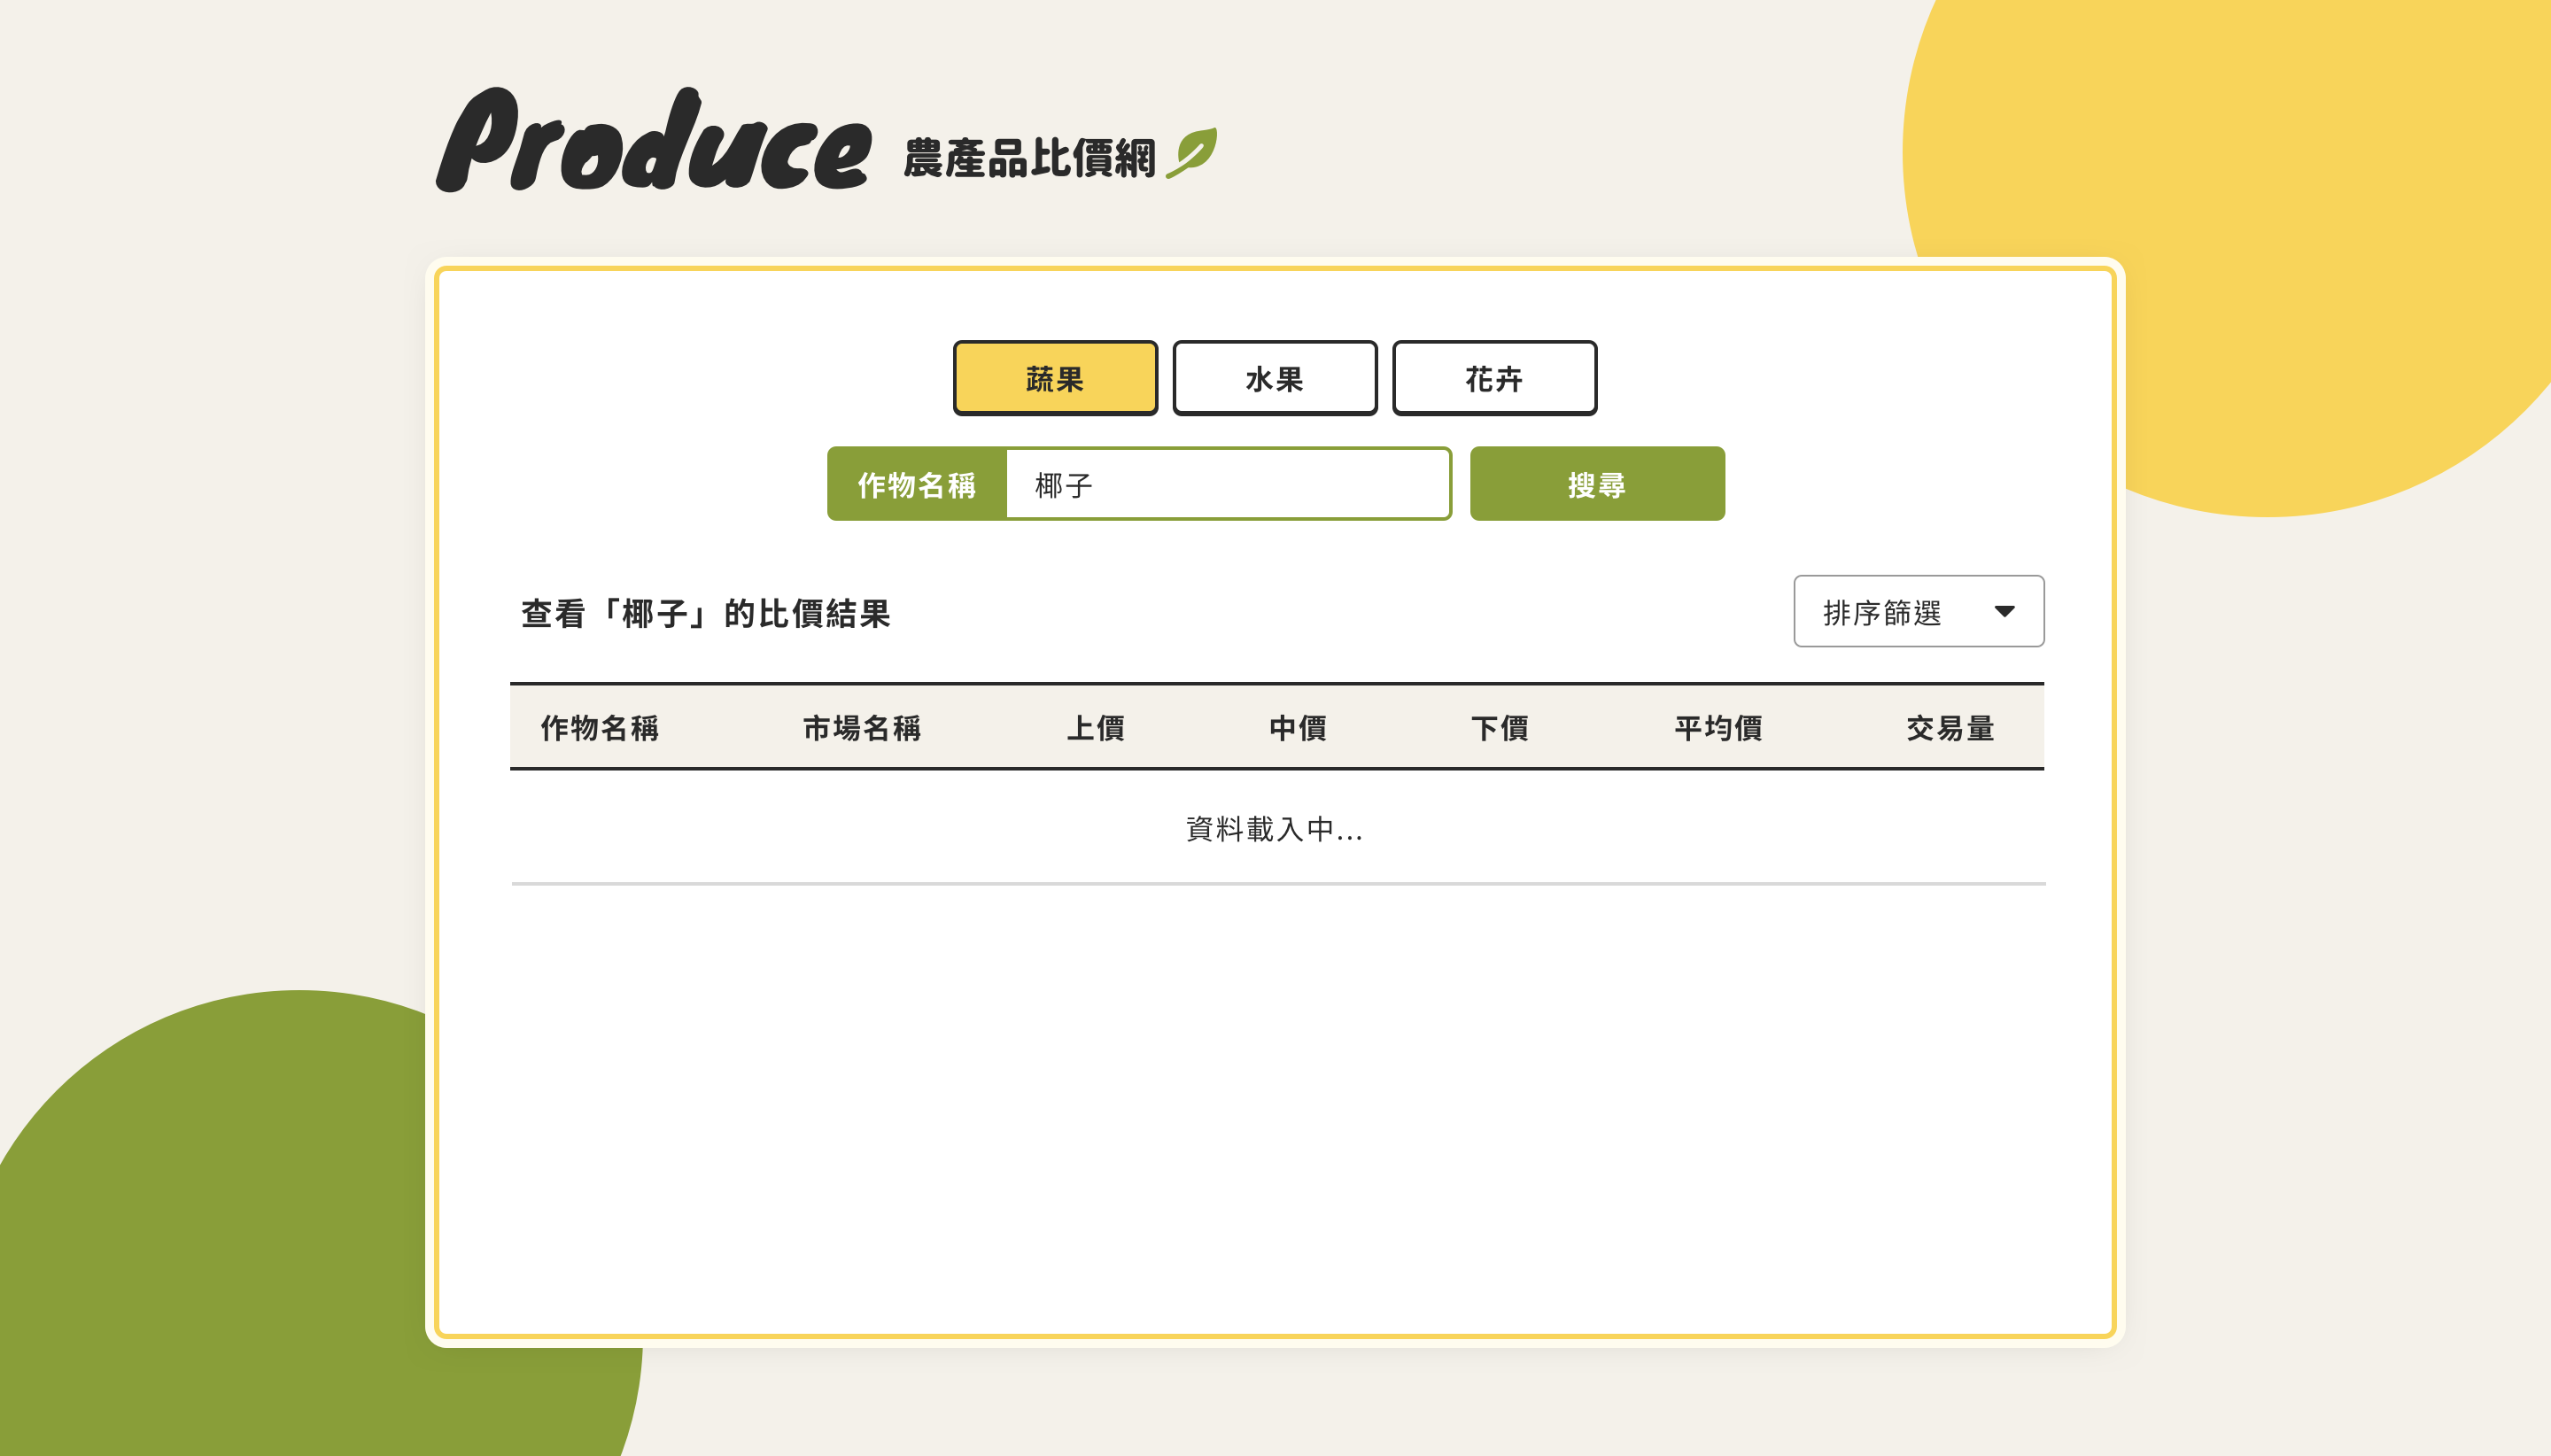 Produce 農產品比價網
蔬果 水果 花卉
作物名稱 椰子 搜尋
查看「椰子」的比價結果 排序篩選
作物名稱 市場名稱 上價 中價 下價 平均價 交易量
資料載入中...